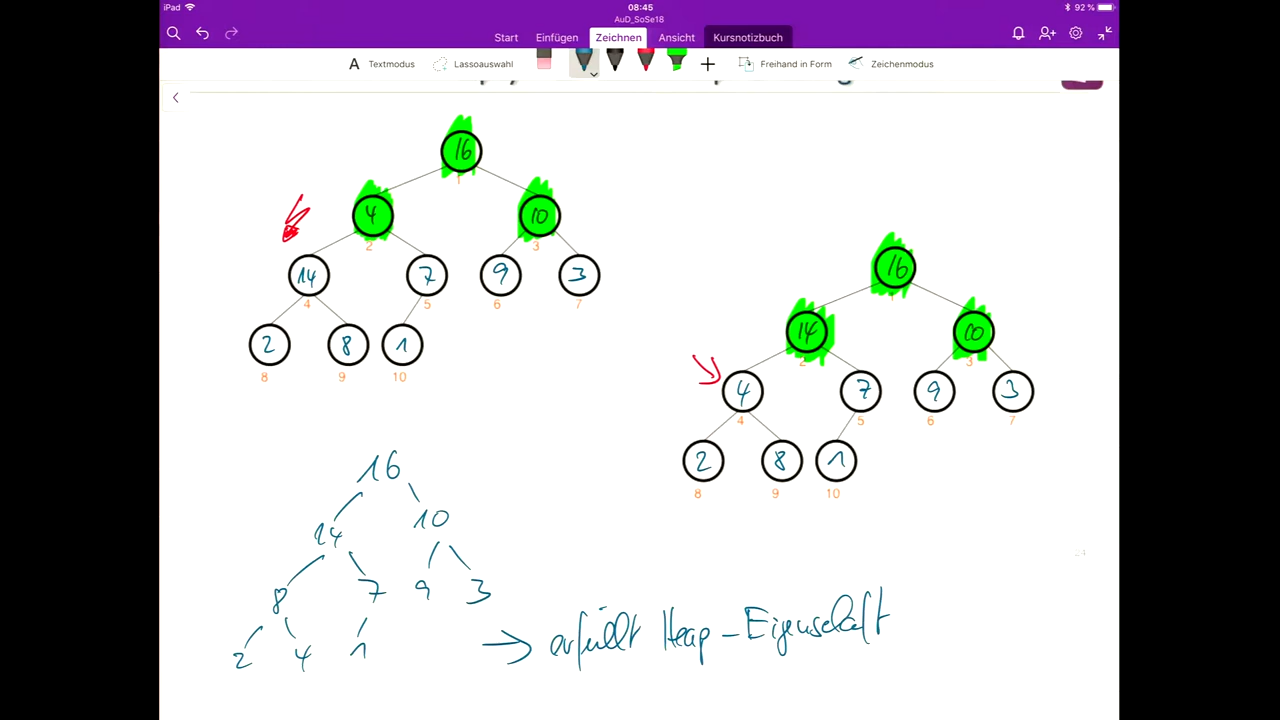 iPad 08:45 92 %
AuD_SoSe18
Start Einfügen Zeichnen Ansicht Kursnotizbuch
A Textmodus Lassoauswahl Freihand in Form Zeichenmodus
16
1
4 10
2 3
14 7 9 3
4 5 6 7
2 8 1
8 9 10
16
1
14 10
2 3
4 7 9 3
4 5 6 7
2 8 1
8 9 10
16
14 10
8 7 9 3
2 4 1
→ erfüllt Heap-Eigenschaft